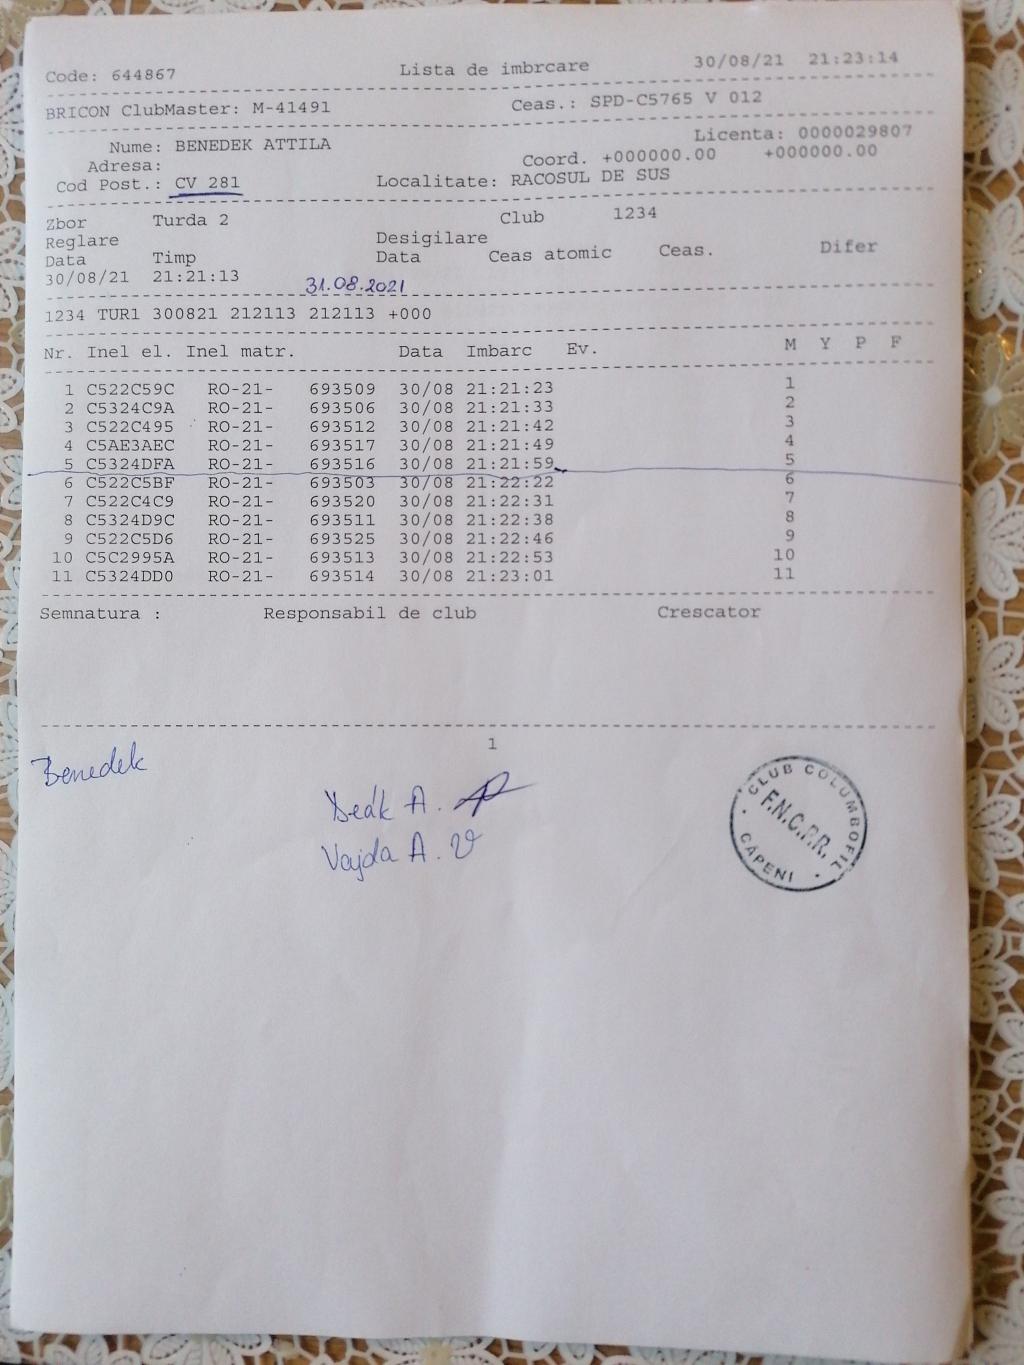 Code: 644867 Lista de imbrcare 30/08/21 21:23:14
BRICON ClubMaster: M-41491 Ceas.: SPD-C5765 V 012
Nume: BENEDEK ATTILA Licenta: 0000029807
Adresa: Coord. +000000.00 +000000.00
Cod Post.: CV 281 Localitate: RACOSUL DE SUS
Zbor Turda 2 Club 1234
Reglare Desigilare
Data Timp Data Ceas atomic Ceas. Difer
30/08/21 21:21:13
31.08.2021
1234 TUR1 300821 212113 212113 +000
Nr. Inel el. Inel matr. Data Imbarc Ev. M Y P F
1 C522C59C RO-21- 693509 30/08 21:21:23 1
2 C5324C9A RO-21- 693506 30/08 21:21:33 2
3 C522C495 RO-21- 693512 30/08 21:21:42 3
4 C5AE3AEC RO-21- 693517 30/08 21:21:49 4
5 C5324DFA RO-21- 693516 30/08 21:21:59 5
6 C522C5BF RO-21- 693503 30/08 21:22:22 6
7 C522C4C9 RO-21- 693520 30/08 21:22:31 7
8 C5324D9C RO-21- 693511 30/08 21:22:38 8
9 C522C5D6 RO-21- 693525 30/08 21:22:46 9
10 C5C2995A RO-21- 693513 30/08 21:22:53 10
11 C5324DD0 RO-21- 693514 30/08 21:23:01 11
Semnatura : Responsabil de club Crescator
1
Benedek
Deák A.
Vajda A.
CLUB COLUMBOFIL
F.N.C.P.R.
CĂPENI